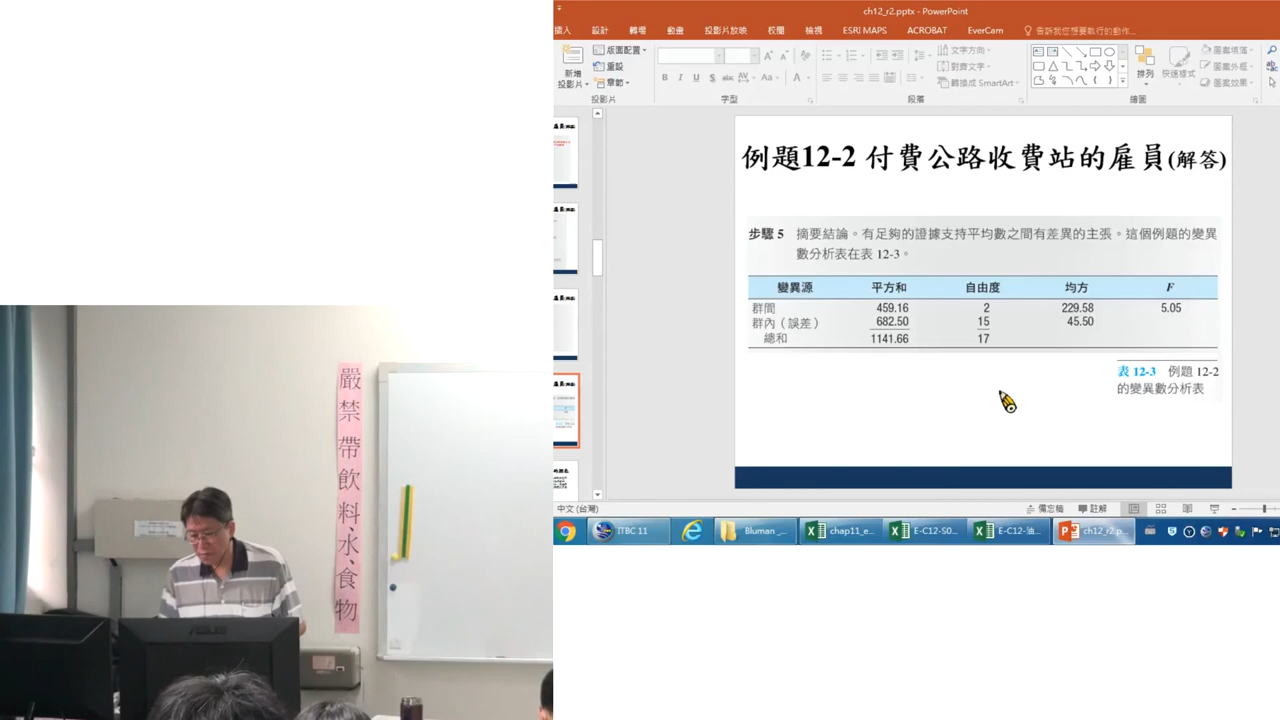 ch12_r2.pptx - PowerPoint
插入 設計 轉場 動畫 投影片放映 校閱 檢視 ESRI MAPS ACROBAT EverCam 告訴我您想要執行的動作...
新增
投影片
版面配置
重設
章節
B I U S abc AV Aa A
文字方向
對齊文字
轉換成 SmartArt
排列
快速樣式
圖案填滿
圖案外框
圖案效果
投影片 字型 段落 繪圖
例題12-2 付費公路收費站的雇員(解答)
步驟 5 摘要結論。有足夠的證據支持平均數之間有差異的主張。這個例題的變異
數分析表在表 12-3。
變異源 平方和 自由度 均方 F
群間 459.16 2 229.58 5.05
群內（誤差） 682.50 15 45.50
總和 1141.66 17
表 12-3 例題 12-2
的變異數分析表
中文 (台灣) 備忘稿 註解
ITBC 11 Bluman _... chap11_e... E-C12-S0... E-C12-油... ch12_r2.p...
嚴禁帶飲料、水、食物
ASUS